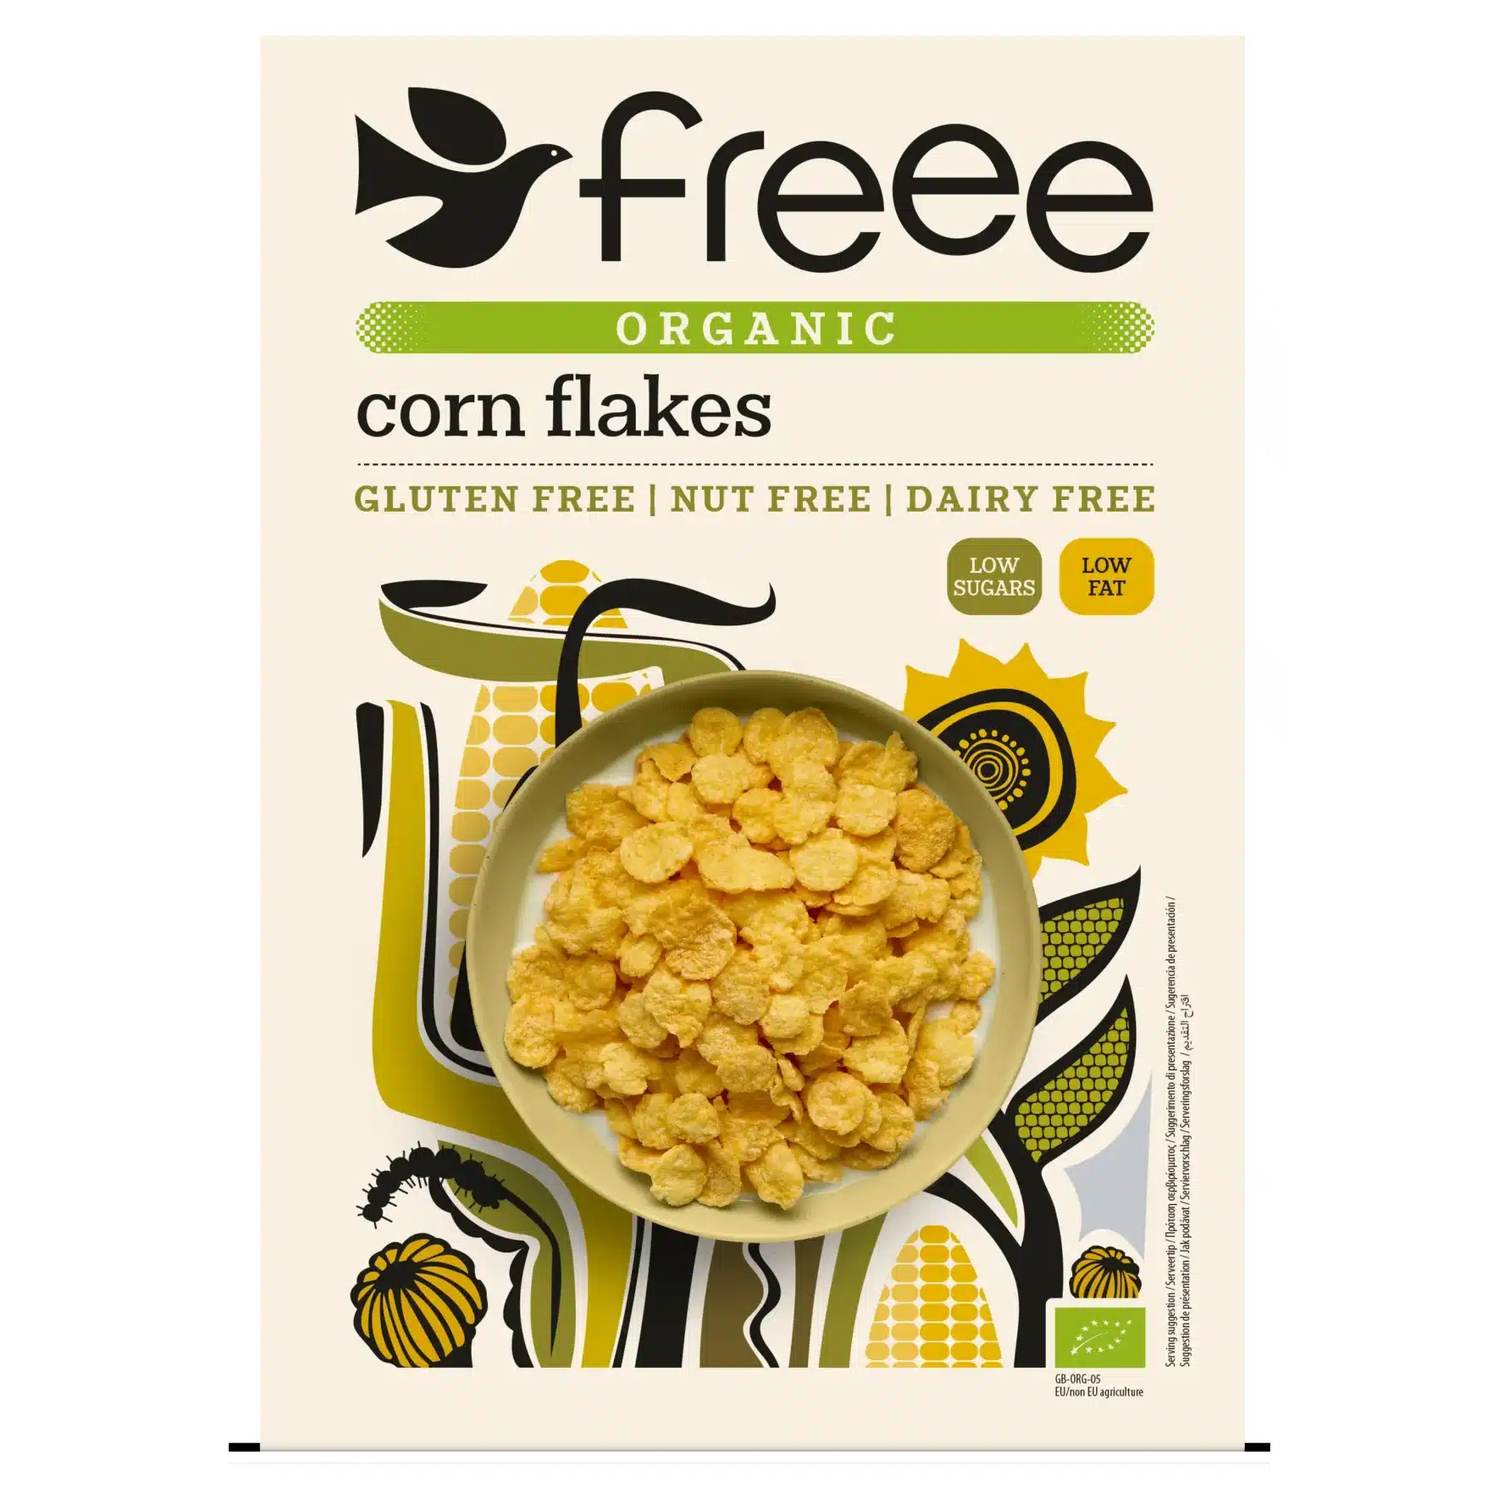 freee
ORGANIC
corn flakes
GLUTEN FREE | NUT FREE | DAIRY FREE
LOW
SUGARS
LOW
FAT
Serving suggestion / Serveertip / Πρόταση σερβιρίσματος / Suggerimento di presentazione / Sugerencia de presentación /
Suggestion de présentation / Jak podávat / Serviervorschlag / Serveringsforslag / اقتراح التقديم
GB-ORG-05
EU/non EU agriculture